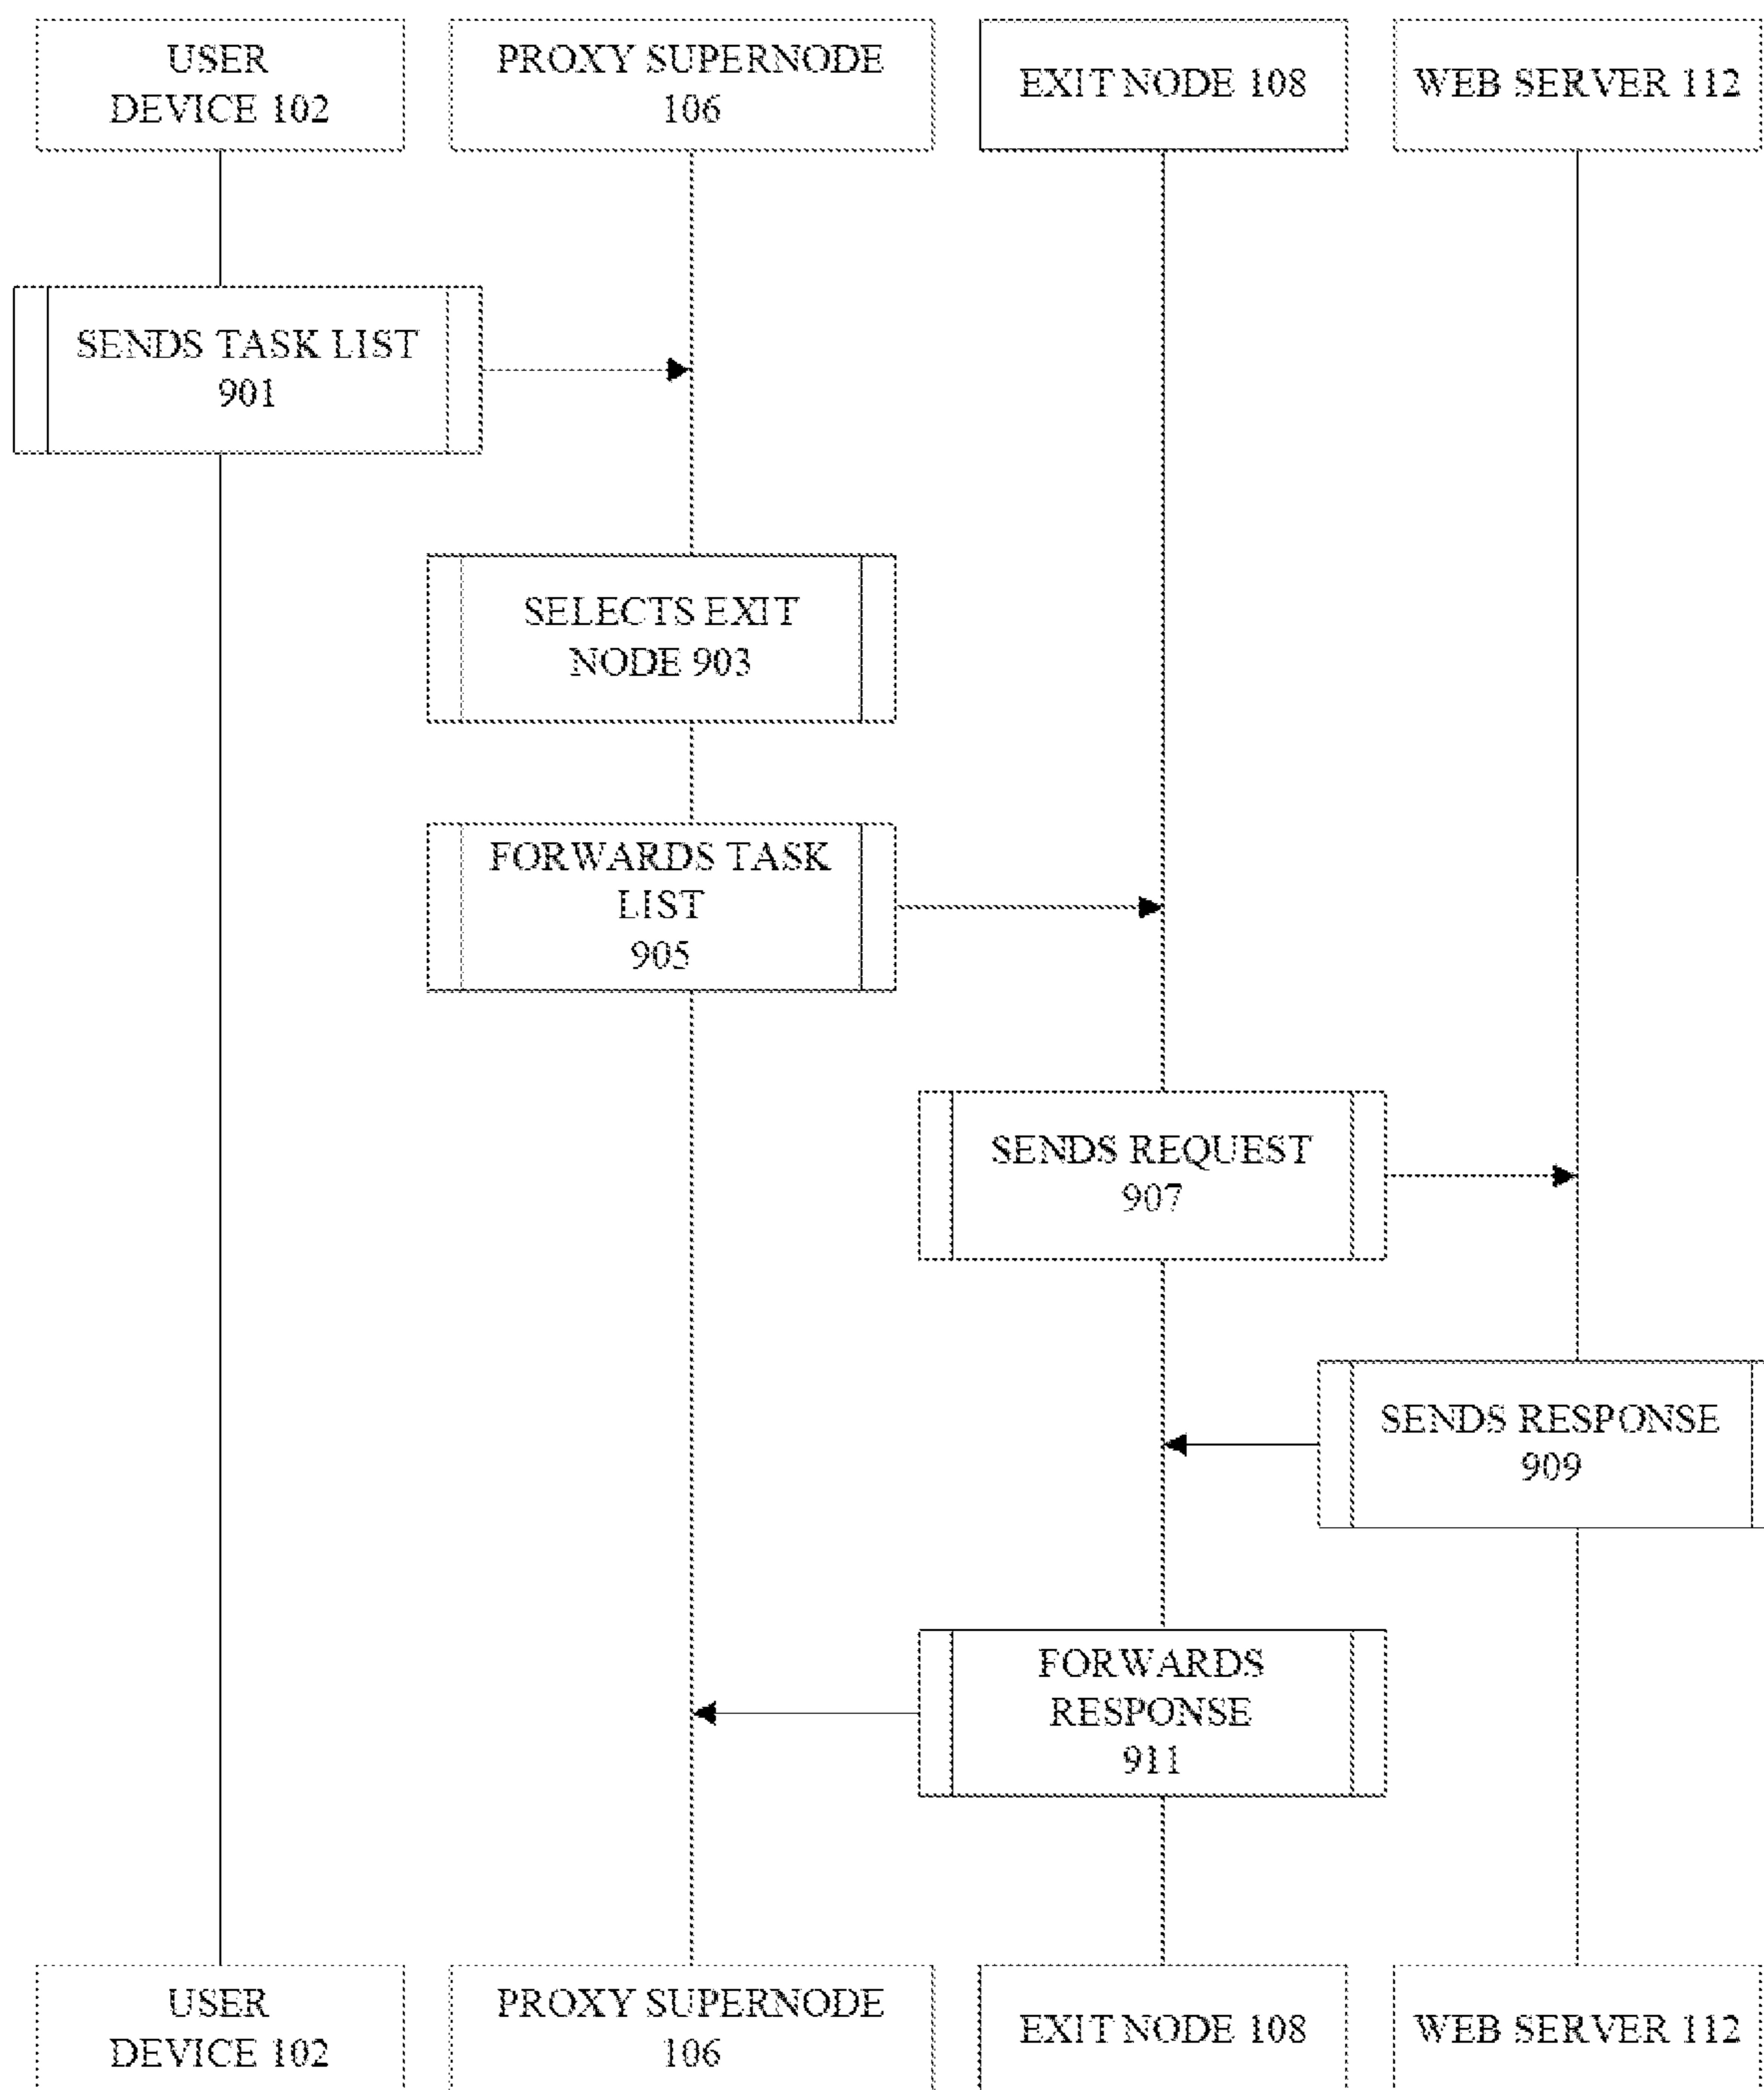 USER
DEVICE 102
PROXY SUPERNODE
106
EXIT NODE 108
WEB SERVER 112
SENDS TASK LIST
901
SELECTS EXIT
NODE 903
FORWARDS TASK
LIST
905
SENDS REQUEST
907
SENDS RESPONSE
909
FORWARDS
RESPONSE
911
USER
DEVICE 102
PROXY SUPERNODE
106
EXIT NODE 108
WEB SERVER 112